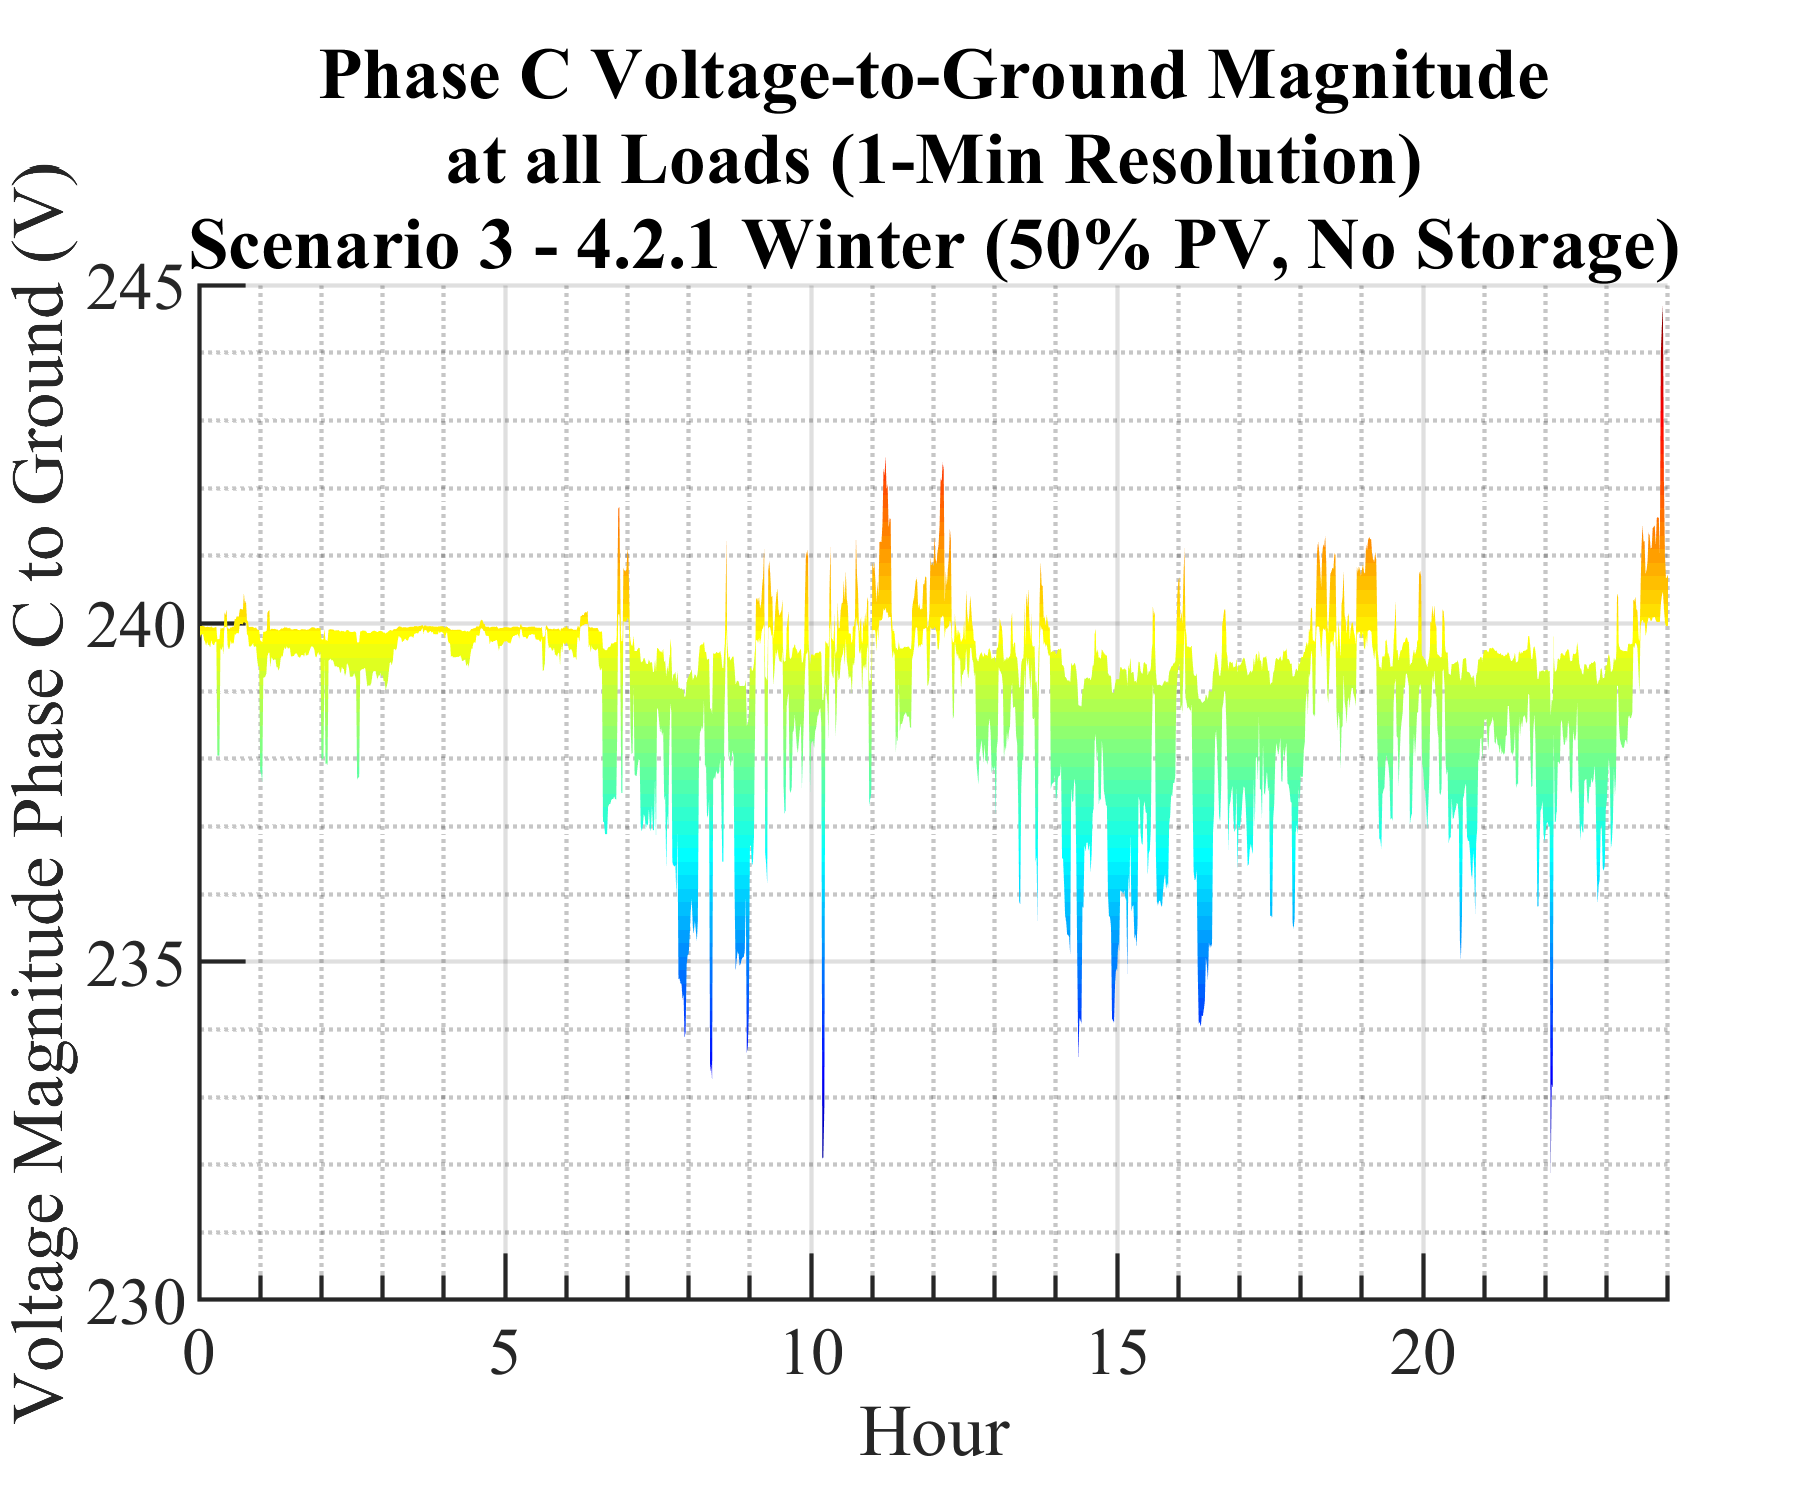 Phase C Voltage-to-Ground Magnitude
at all Loads (1-Min Resolution)
Scenario 3 - 4.2.1 Winter (50% PV, No Storage)
Voltage Magnitude Phase C to Ground (V)
245
240
235
230
0 5 10 15 20
Hour